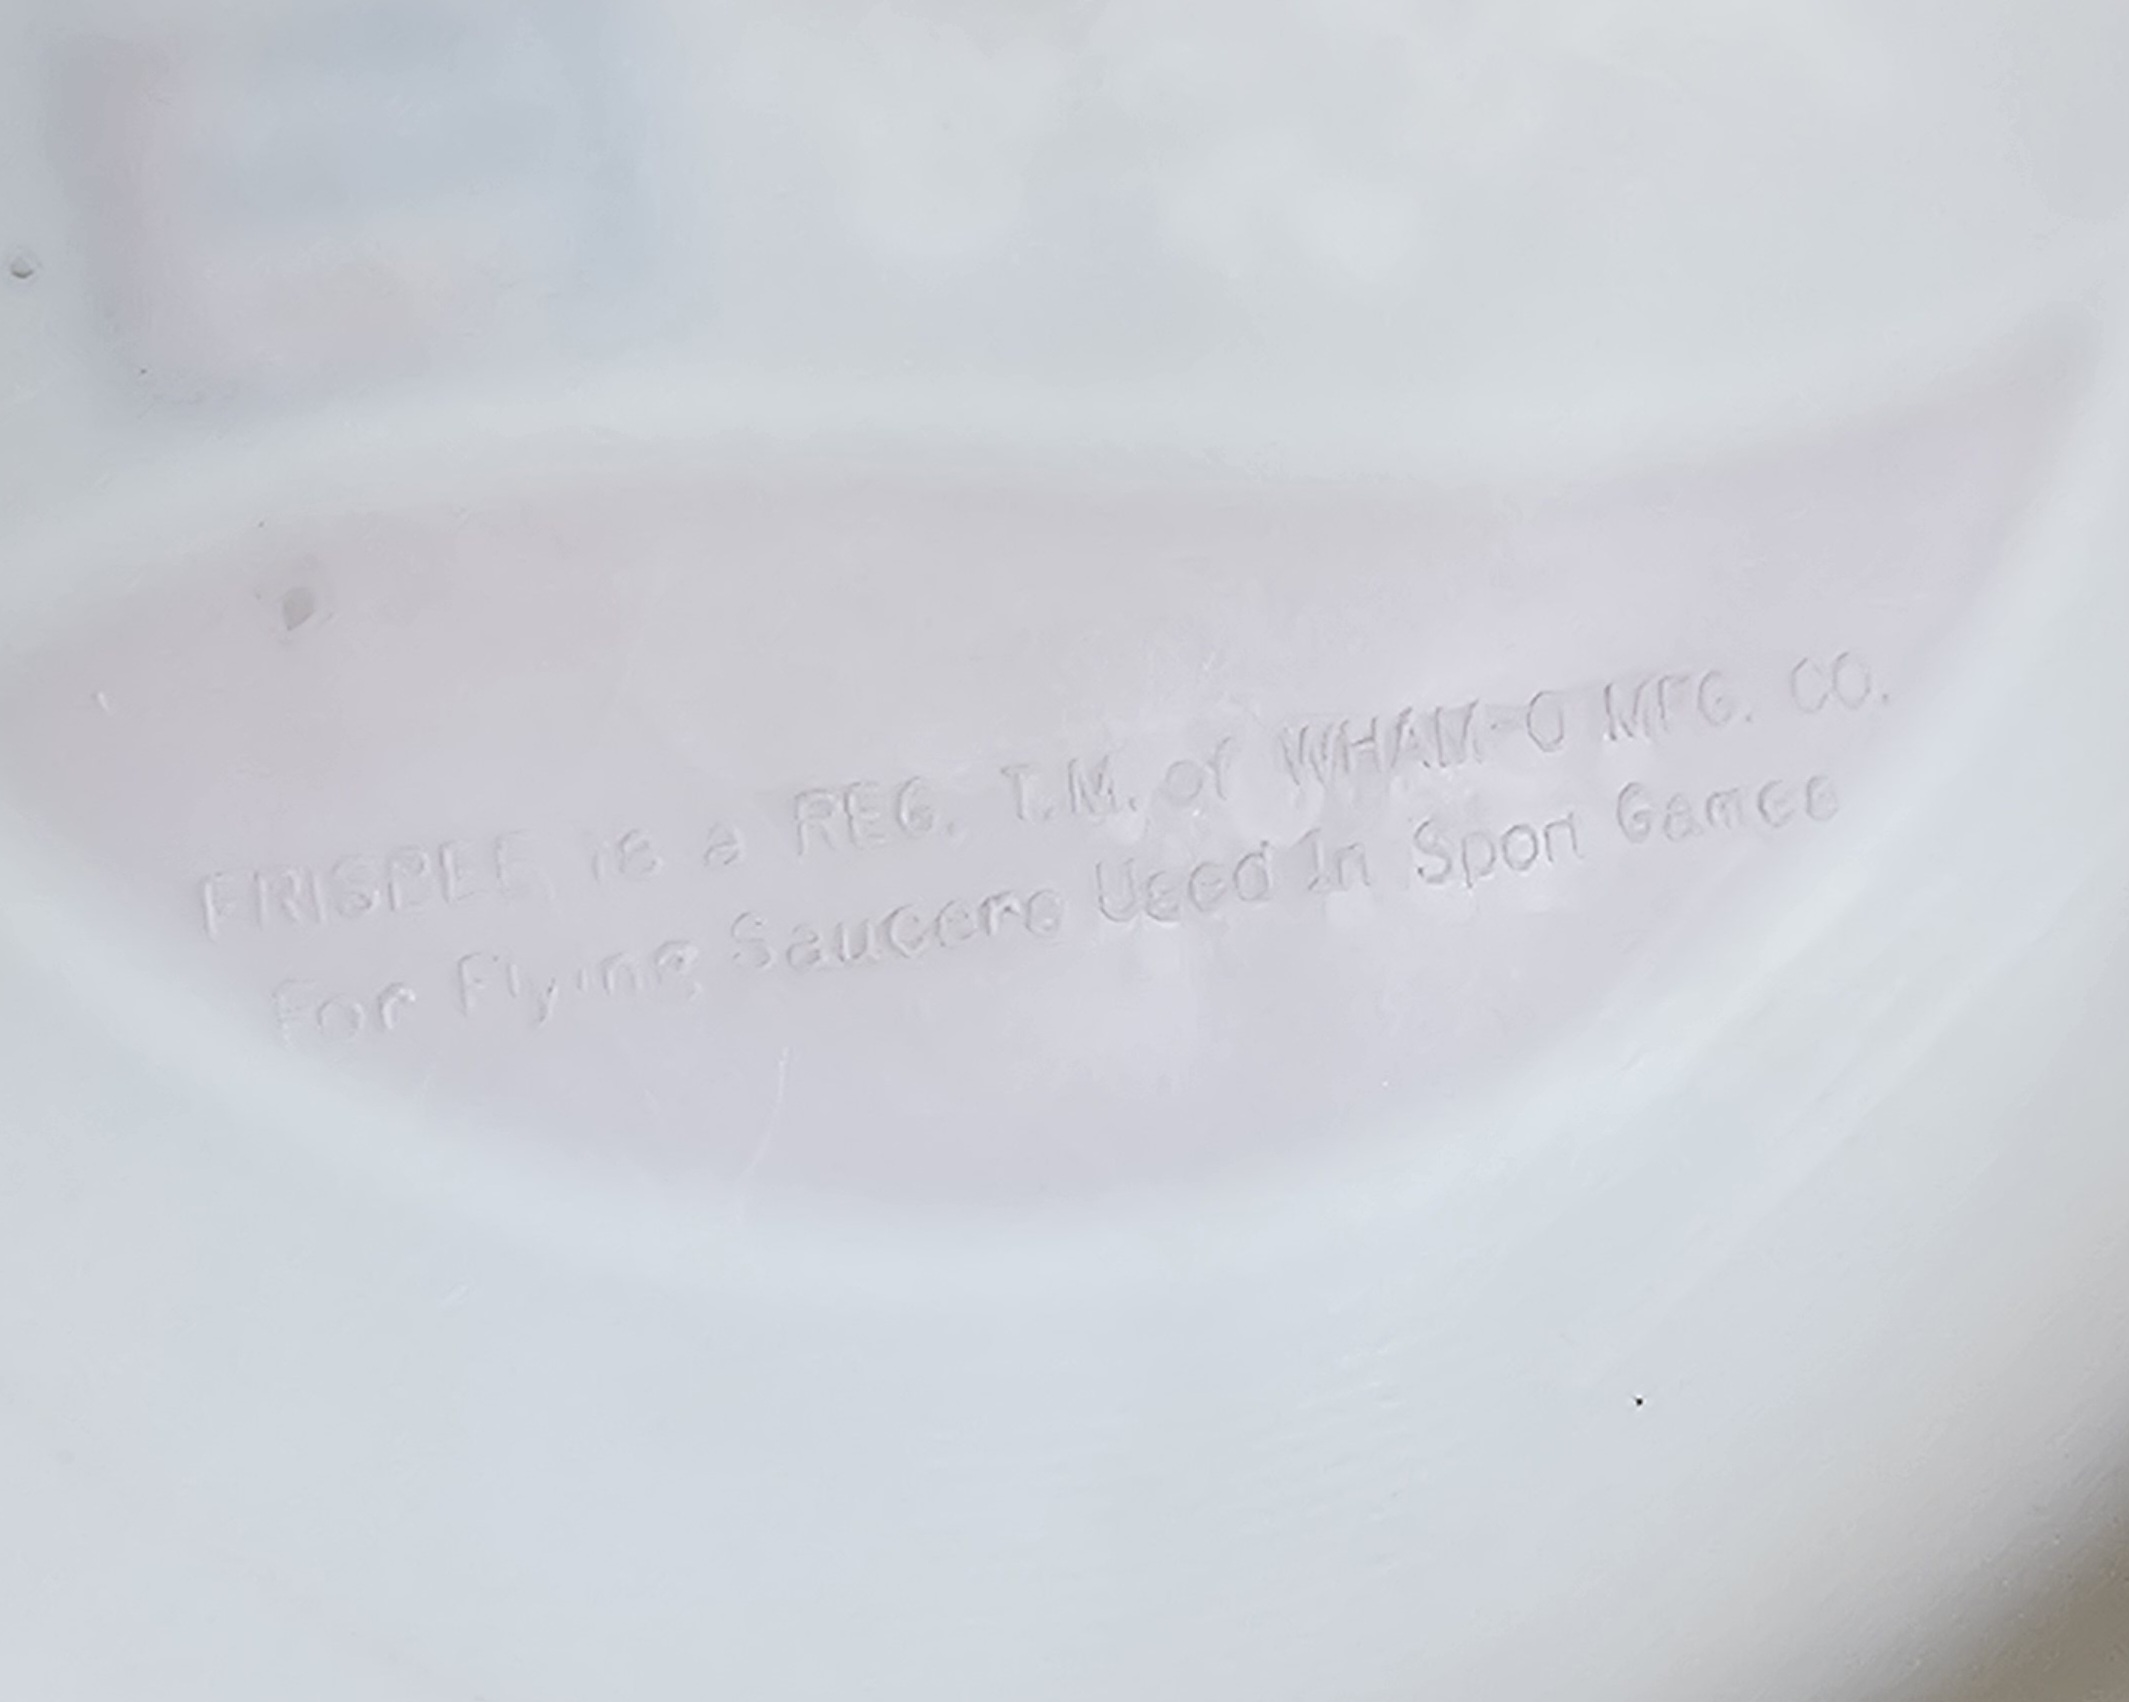 FRISBEE is a REG. T.M. of WHAM-O MFG. CO.
For Flying Saucers Used In Sport Games